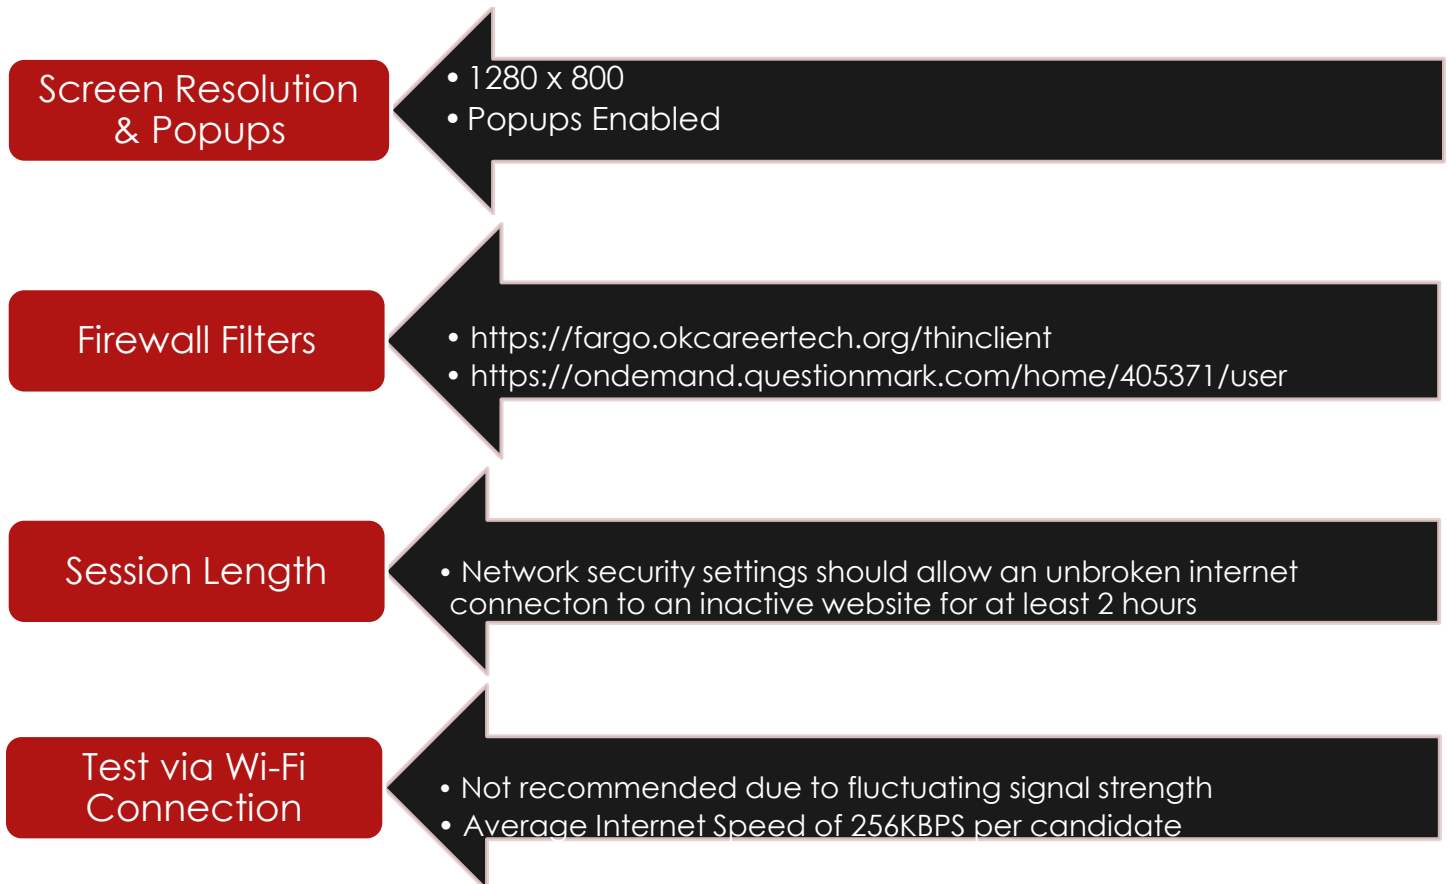 Screen Resolution
& Popups
• 1280 x 800
• Popups Enabled
Firewall Filters
• https://fargo.okcareertech.org/thinclient
• https://ondemand.questionmark.com/home/405371/user
Session Length
• Network security settings should allow an unbroken internet
connecton to an inactive website for at least 2 hours
Test via Wi-Fi
Connection
• Not recommended due to fluctuating signal strength
• Average Internet Speed of 256KBPS per candidate